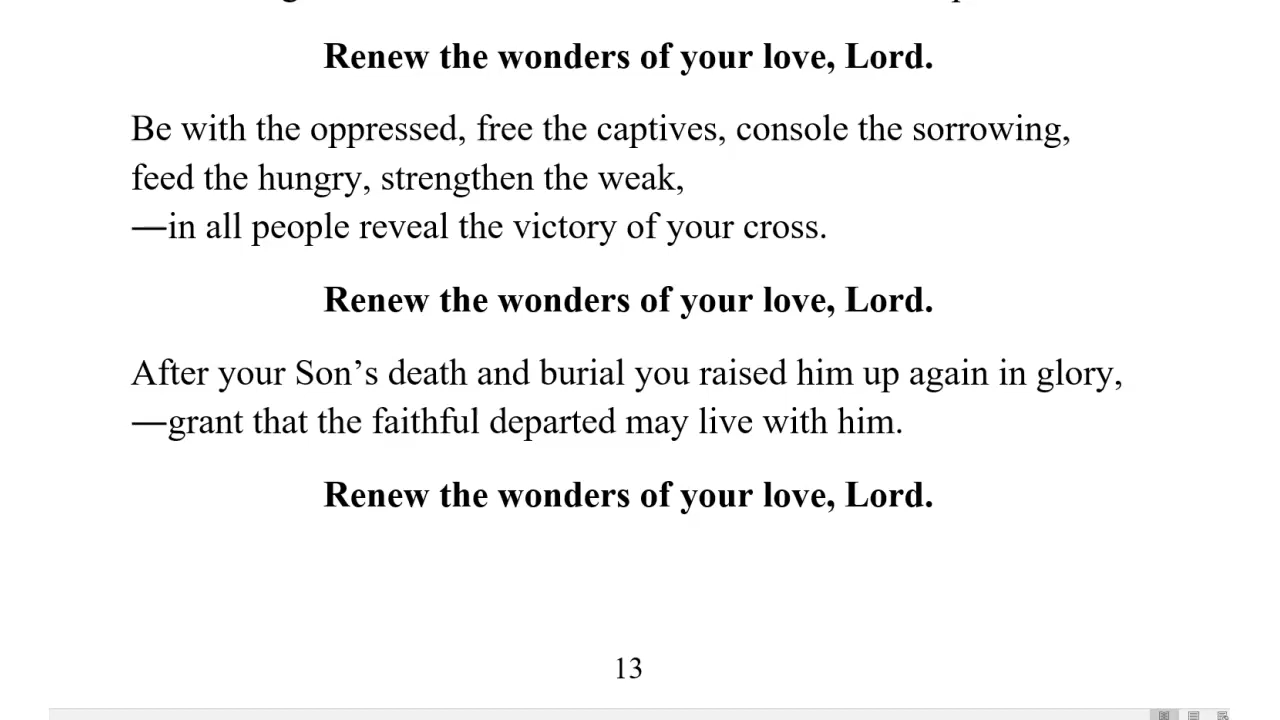 Renew the wonders of your love, Lord.
Be with the oppressed, free the captives, console the sorrowing,
feed the hungry, strengthen the weak,
—in all people reveal the victory of your cross.
Renew the wonders of your love, Lord.
After your Son’s death and burial you raised him up again in glory,
—grant that the faithful departed may live with him.
Renew the wonders of your love, Lord.
13